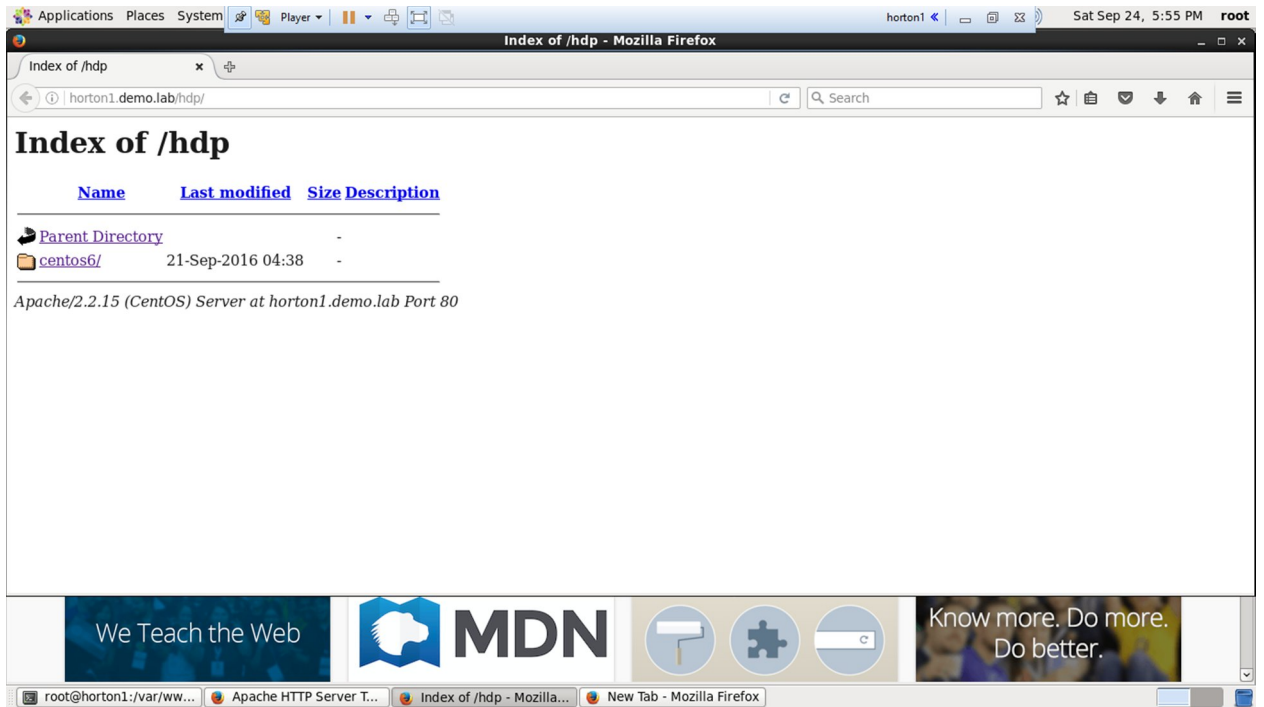 Applications Places System Player horton1 Sat Sep 24, 5:55 PM root
Index of /hdp - Mozilla Firefox
Index of /hdp
horton1.demo.lab/hdp/ Search
Index of /hdp
Name Last modified Size Description
Parent Directory -
centos6/ 21-Sep-2016 04:38 -
Apache/2.2.15 (CentOS) Server at horton1.demo.lab Port 80
We Teach the Web
MDN
Know more. Do more.
Do better.
root@horton1:/var/ww... Apache HTTP Server T... Index of /hdp - Mozilla... New Tab - Mozilla Firefox